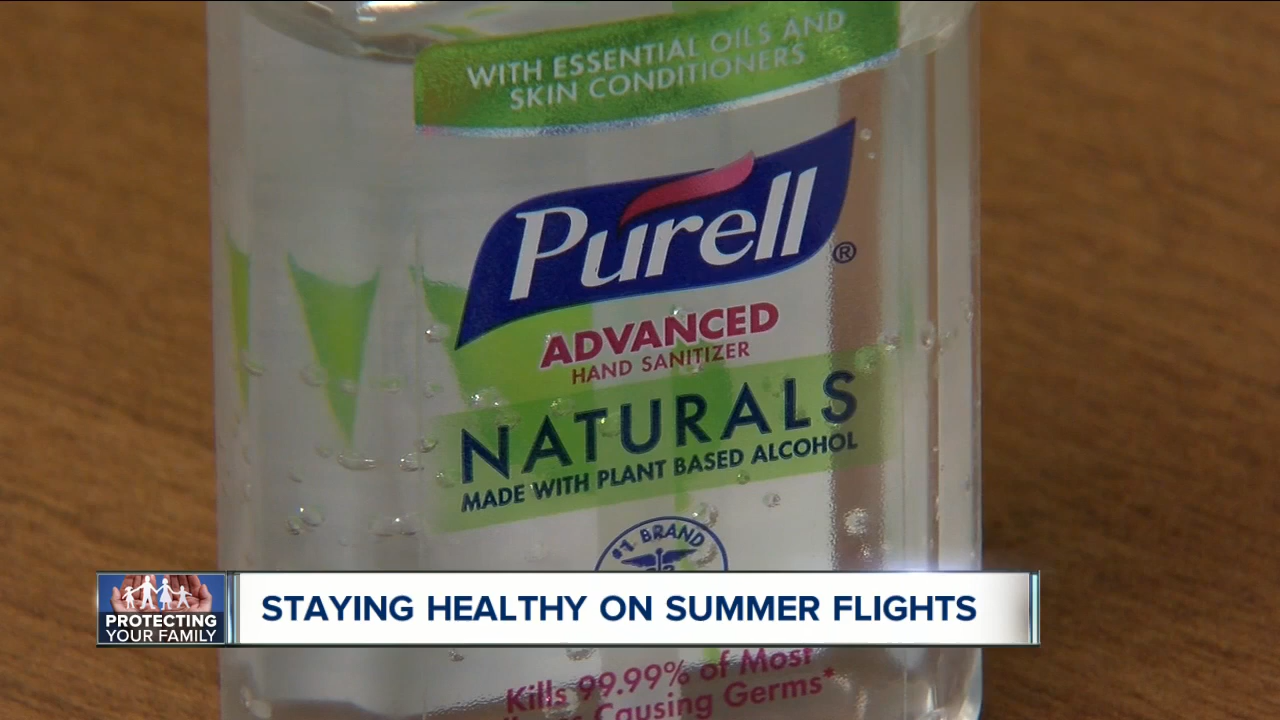 WITH ESSENTIAL OILS AND
SKIN CONDITIONERS
Purell®
ADVANCED
HAND SANITIZER
NATURALS
MADE WITH PLANT BASED ALCOHOL
#1 BRAND
PROTECTING
YOUR FAMILY
STAYING HEALTHY ON SUMMER FLIGHTS
Kills 99.99% of Most
Causing Germs*